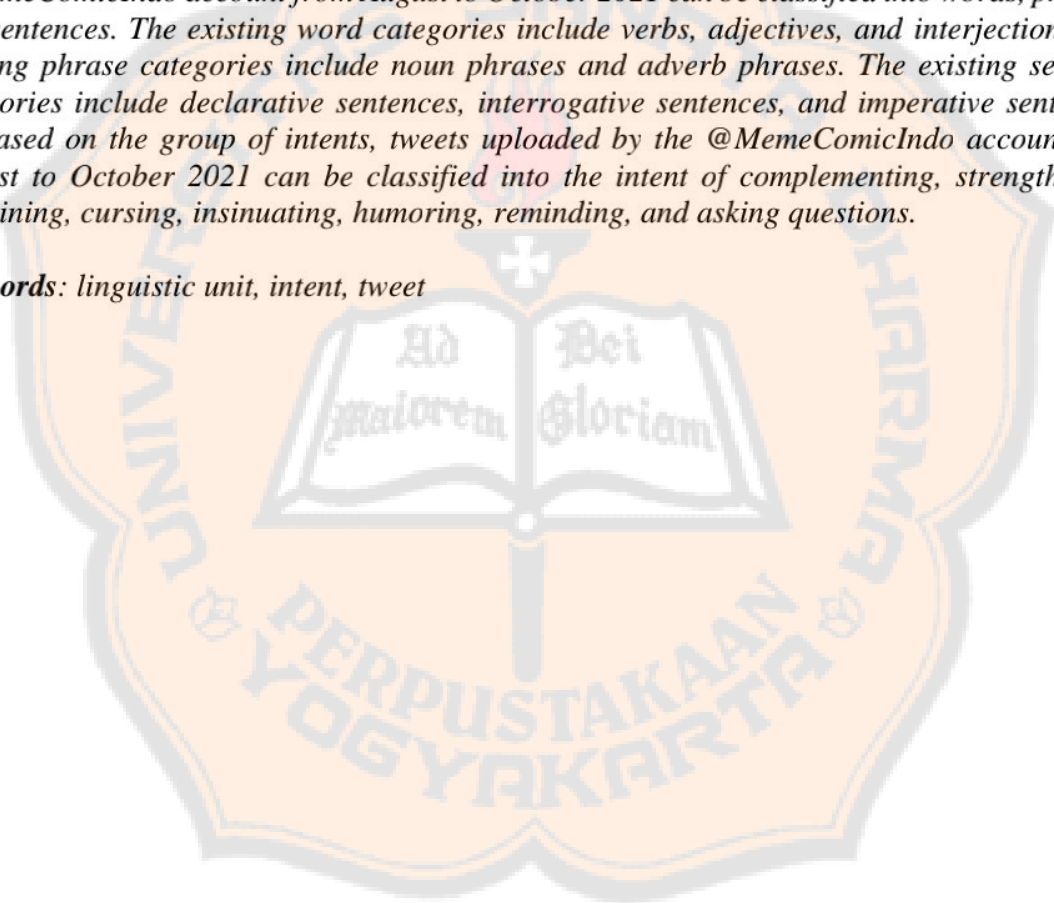 meComicIndo account from August to October 2021 can be classified into words, p
entences. The existing word categories include verbs, adjectives, and interjection
ng phrase categories include noun phrases and adverb phrases. The existing se
ories include declarative sentences, interrogative sentences, and imperative sent
ased on the group of intents, tweets uploaded by the @MemeComicIndo accoun
st to October 2021 can be classified into the intent of complementing, strength
ining, cursing, insinuating, humoring, reminding, and asking questions.
ords: linguistic unit, intent, tweet
DHARMA
Ad Dei
maiorem Gloriam
PERPUSTAKAAN
YOGYAKARTA